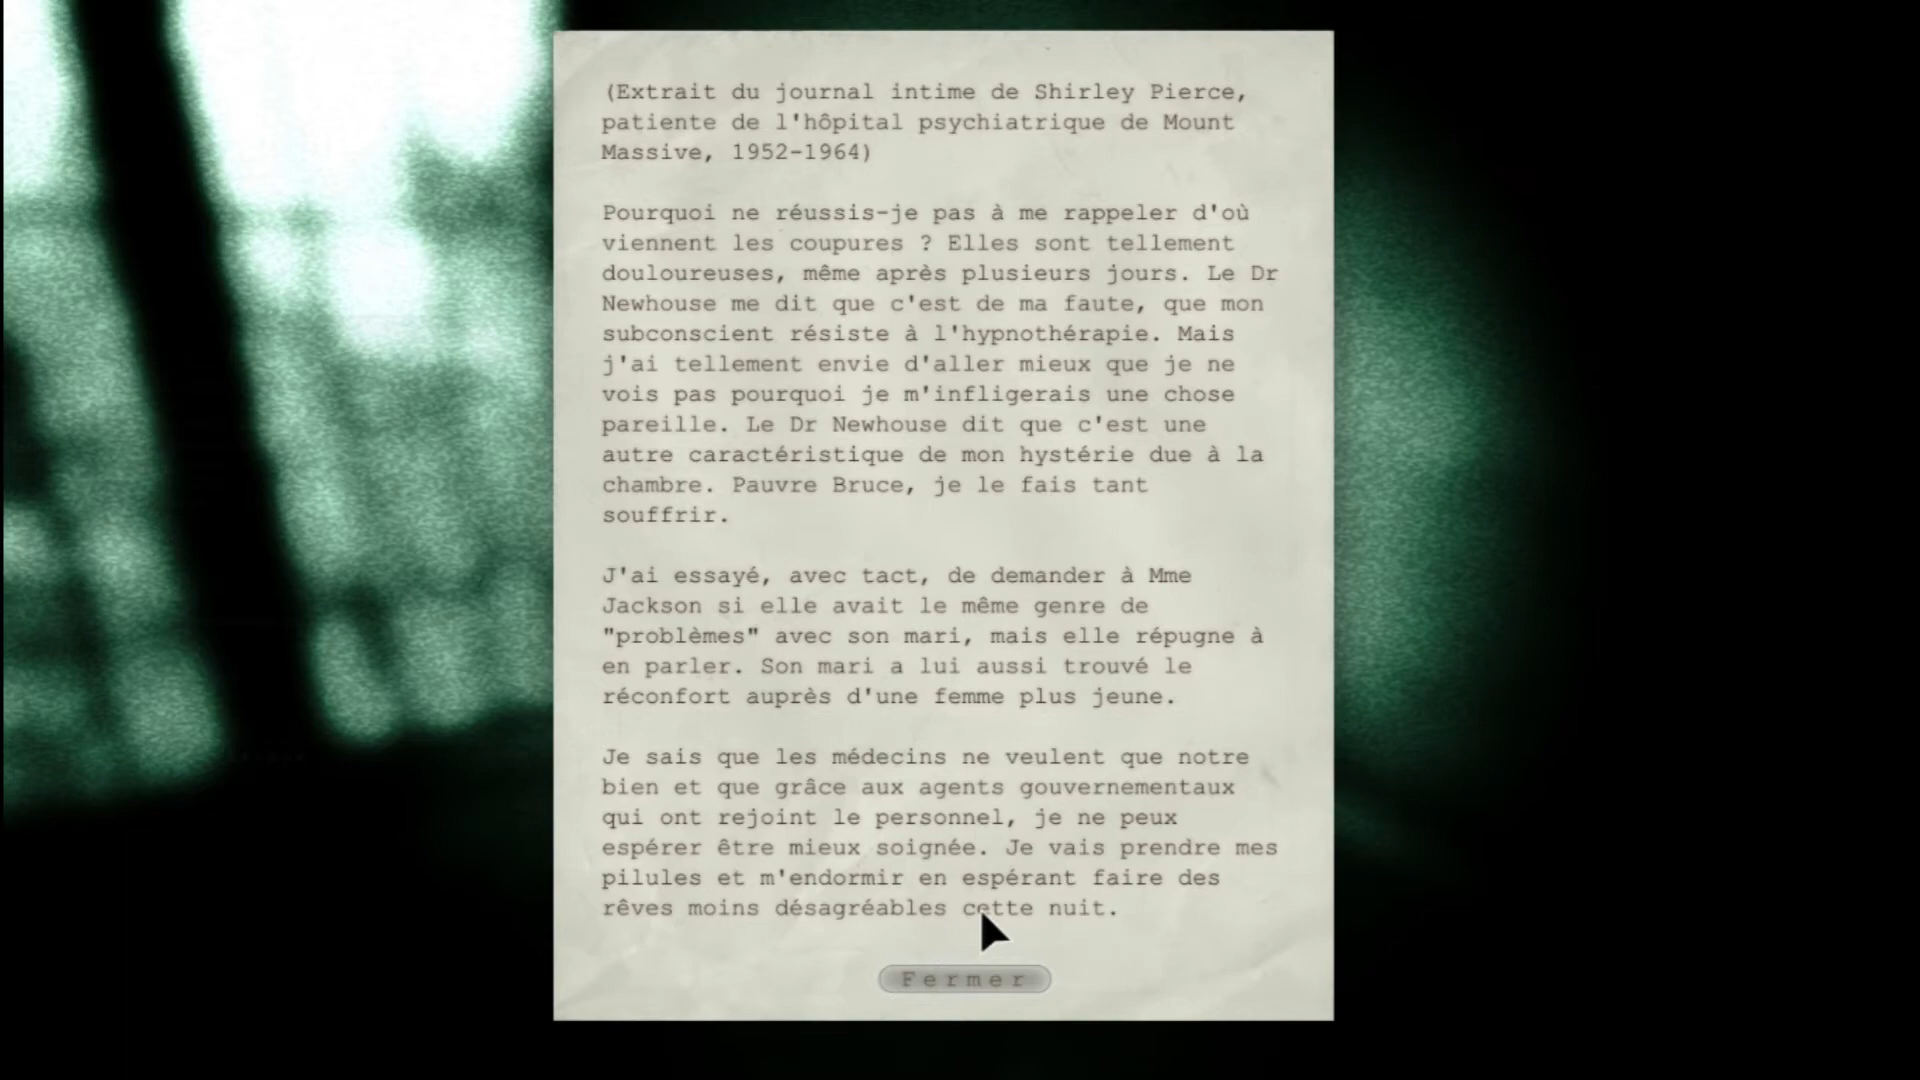 (Extrait du journal intime de Shirley Pierce,
patiente de l'hôpital psychiatrique de Mount
Massive, 1952-1964)
Pourquoi ne réussis-je pas à me rappeler d'où
viennent les coupures ? Elles sont tellement
douloureuses, même après plusieurs jours. Le Dr
Newhouse me dit que c'est de ma faute, que mon
subconscient résiste à l'hypnothérapie. Mais
j'ai tellement envie d'aller mieux que je ne
vois pas pourquoi je m'infligerais une chose
pareille. Le Dr Newhouse dit que c'est une
autre caractéristique de mon hystérie due à la
chambre. Pauvre Bruce, je le fais tant
souffrir.
J'ai essayé, avec tact, de demander à Mme
Jackson si elle avait le même genre de
"problèmes" avec son mari, mais elle répugne à
en parler. Son mari a lui aussi trouvé le
réconfort auprès d'une femme plus jeune.
Je sais que les médecins ne veulent que notre
bien et que grâce aux agents gouvernementaux
qui ont rejoint le personnel, je ne peux
espérer être mieux soignée. Je vais prendre mes
pilules et m'endormir en espérant faire des
rêves moins désagréables cette nuit.
Fermer